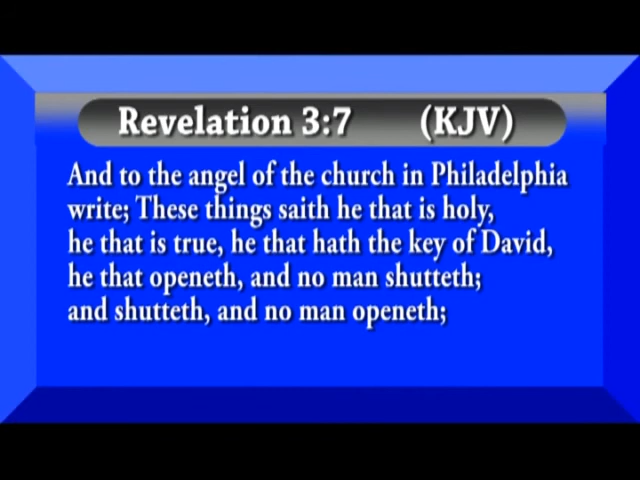 Revelation 3:7 (KJV)
And to the angel of the church in Philadelphia
write; These things saith he that is holy,
he that is true, he that hath the key of David,
he that openeth, and no man shutteth;
and shutteth, and no man openeth;